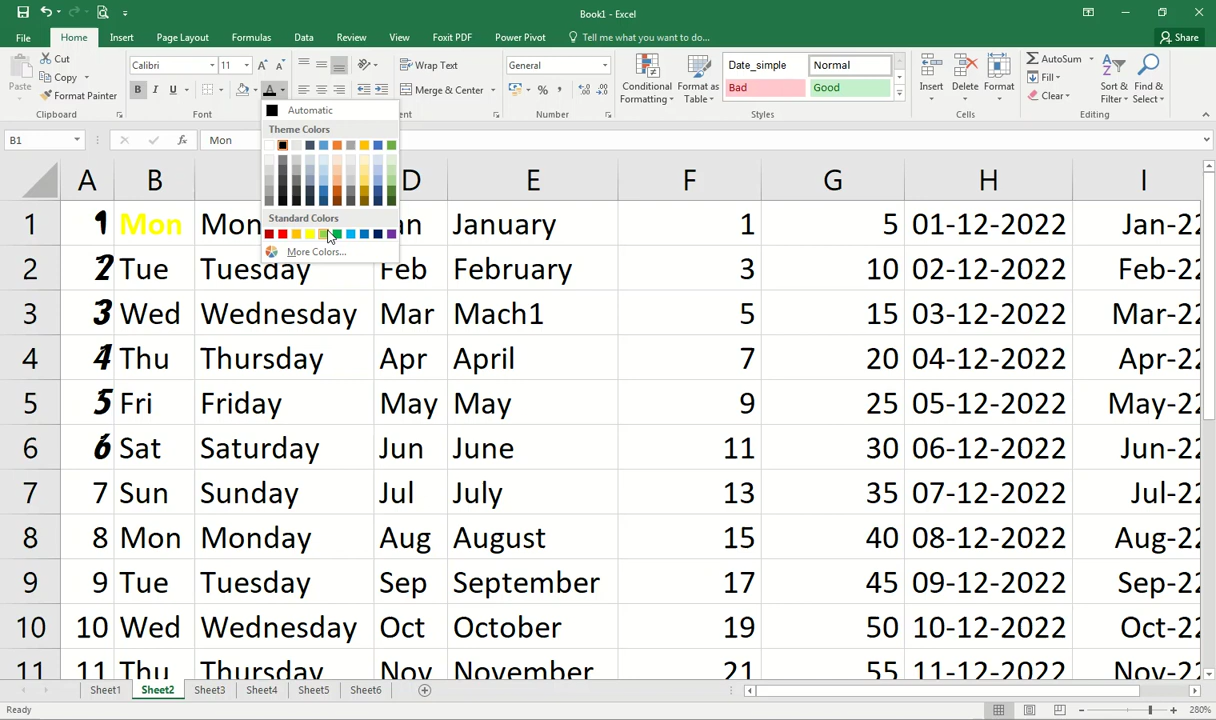 Book1 - Excel
File Home Insert Page Layout Formulas Data Review View Foxit PDF Power Pivot Tell me what you want to do... Share
Paste Cut Copy Format Painter Clipboard
Calibri 11 B I U A Font
Wrap Text Merge & Center
General % Number
Conditional Formatting Format as Table Date_simple Normal Bad Good Styles
Insert Delete Format Cells
AutoSum Fill Clear Sort & Filter Find & Select Editing
Automatic
Theme Colors
Standard Colors
More Colors...
B1 fx Mon
A B D E F G H I
1 1 Mon Mon an January 1 5 01-12-2022 Jan-22
2 2 Tue Tuesday Feb February 3 10 02-12-2022 Feb-22
3 3 Wed Wednesday Mar Mach1 5 15 03-12-2022 Mar-22
4 4 Thu Thursday Apr April 7 20 04-12-2022 Apr-22
5 5 Fri Friday May May 9 25 05-12-2022 May-22
6 6 Sat Saturday Jun June 11 30 06-12-2022 Jun-22
7 7 Sun Sunday Jul July 13 35 07-12-2022 Jul-22
8 8 Mon Monday Aug August 15 40 08-12-2022 Aug-22
9 9 Tue Tuesday Sep September 17 45 09-12-2022 Sep-22
10 10 Wed Wednesday Oct October 19 50 10-12-2022 Oct-22
11 11 Thu Thursday Nov November 21 55 11-12-2022 Nov-22
Sheet1 Sheet2 Sheet3 Sheet4 Sheet5 Sheet6
Ready 280%